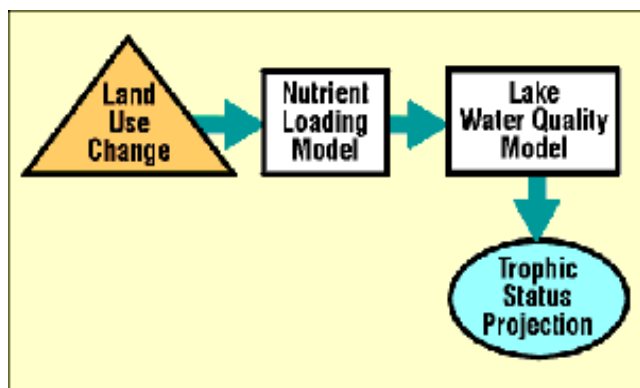 Land
Use
Change
Nutrient
Loading
Model
Lake
Water Quality
Model
Trophic
Status
Projection